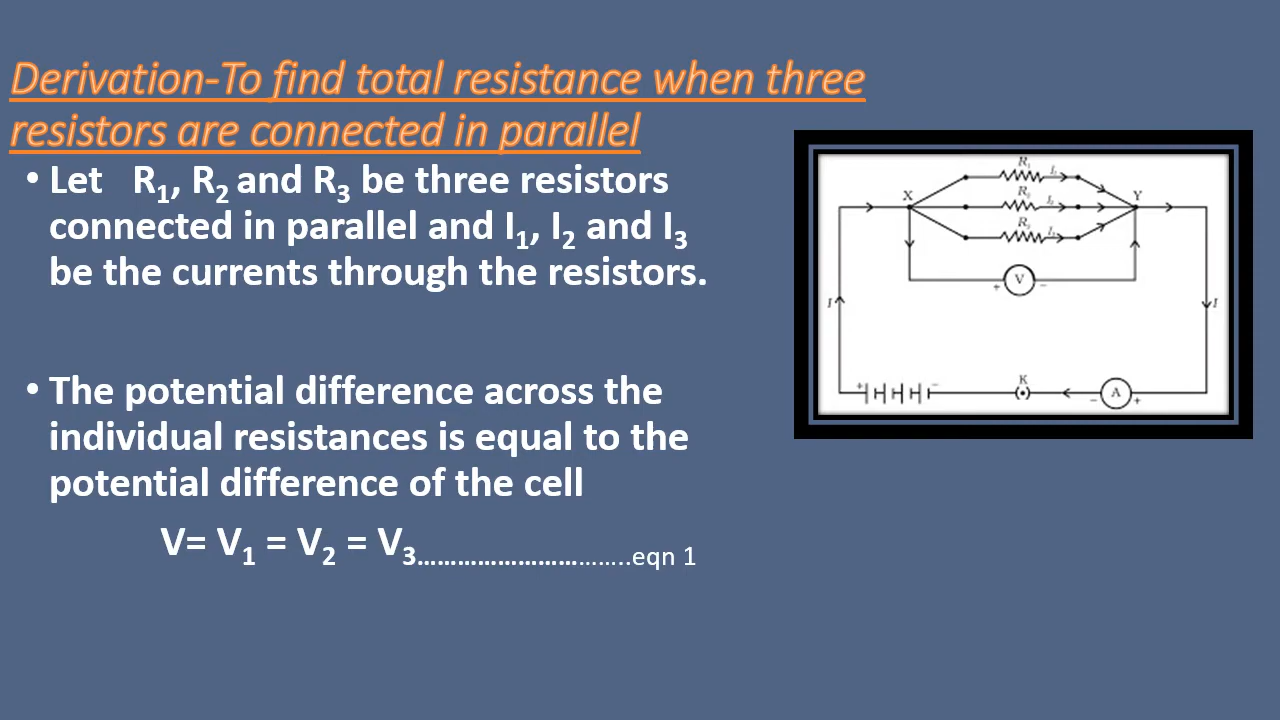 Derivation-To find total resistance when three
resistors are connected in parallel
• Let R₁, R₂ and R₃ be three resistors
connected in parallel and I₁, I₂ and I₃
be the currents through the resistors.
• The potential difference across the
individual resistances is equal to the
potential difference of the cell
V= V₁ = V₂ = V₃……………………………..eqn 1
R₁ I₁
X R₂ I₂ Y
R₃ I₃
+ V −
I I
+ − K − A +